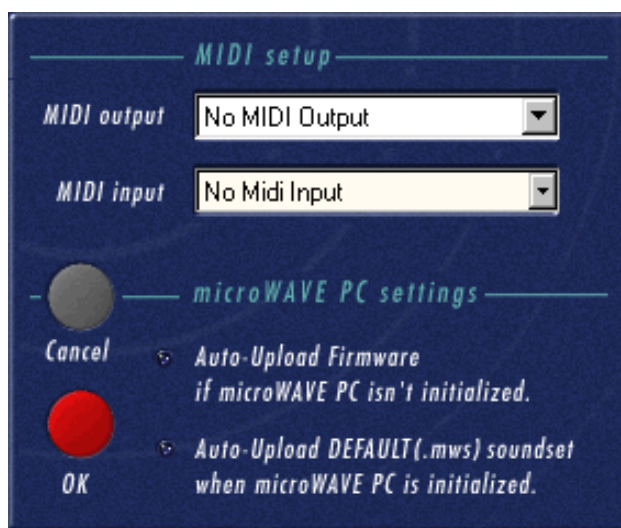 MIDI setup
MIDI output
No MIDI Output
MIDI input
No Midi Input
microWAVE PC settings
Cancel
Auto-Upload Firmware
if microWAVE PC isn't initialized.
Auto-Upload DEFAULT(.mws) soundset
when microWAVE PC is initialized.
OK